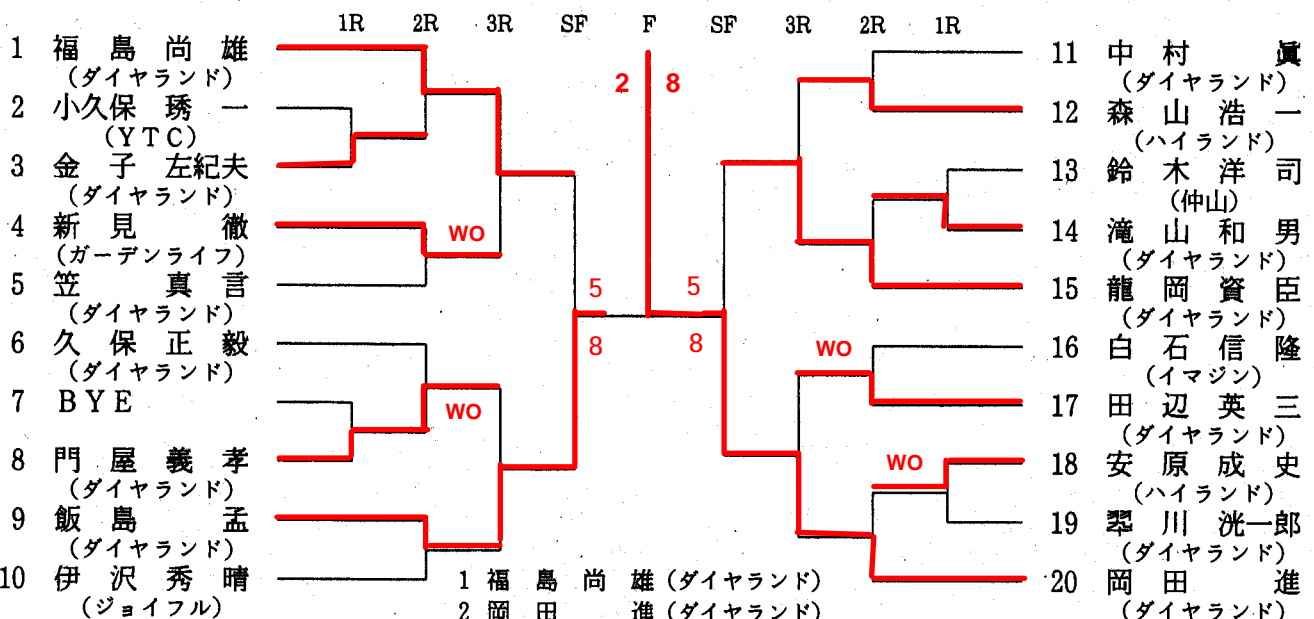 1R 2R 3R SF F SF 3R 2R 1R
1 福島尚雄
(ダイヤランド)
2 小久保琇一
(YTC)
3 金子左紀夫
(ダイヤランド)
4 新見徹
(ガーデンライフ)
5 笠真言
(ダイヤランド)
6 久保正毅
(ダイヤランド)
7 BYE
8 門屋義孝
(ダイヤランド)
9 飯島孟
(ダイヤランド)
10 伊沢秀晴
(ジョイフル)
WO
WO
5
8
2 8
5
8
WO
WO
11 中村眞
(ダイヤランド)
12 森山浩一
(ハイランド)
13 鈴木洋司
(仲山)
14 滝山和男
(ダイヤランド)
15 龍岡資臣
(ダイヤランド)
16 白石信隆
(イマジン)
17 田辺英三
(ダイヤランド)
18 安原成史
(ハイランド)
19 翆川洸一郎
(ダイヤランド)
20 岡田進
(ダイヤランド)
1 福島尚雄(ダイヤランド)
2 岡田進(ダイヤランド)